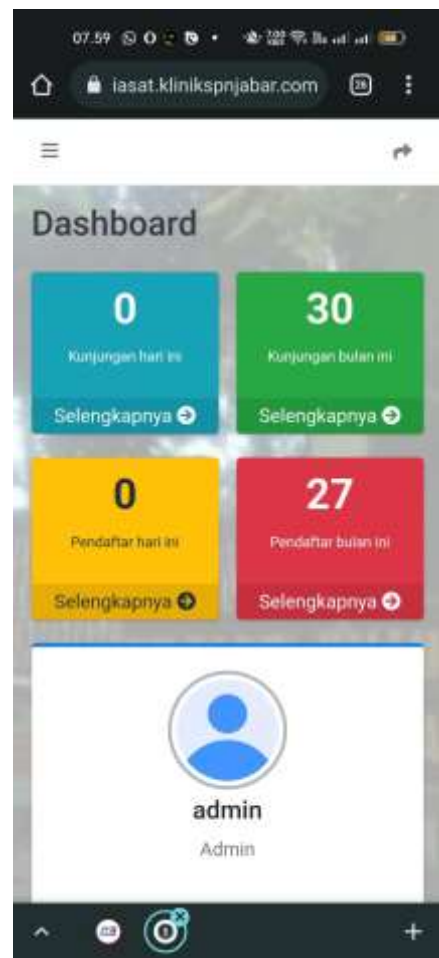 07.59
iasat.klinikspnjabar.com
28
Dashboard
0
Kunjungan hari ini
Selengkapnya
30
Kunjungan bulan ini
Selengkapnya
0
Pendaftar hari ini
Selengkapnya
27
Pendaftar bulan ini
Selengkapnya
admin
Admin